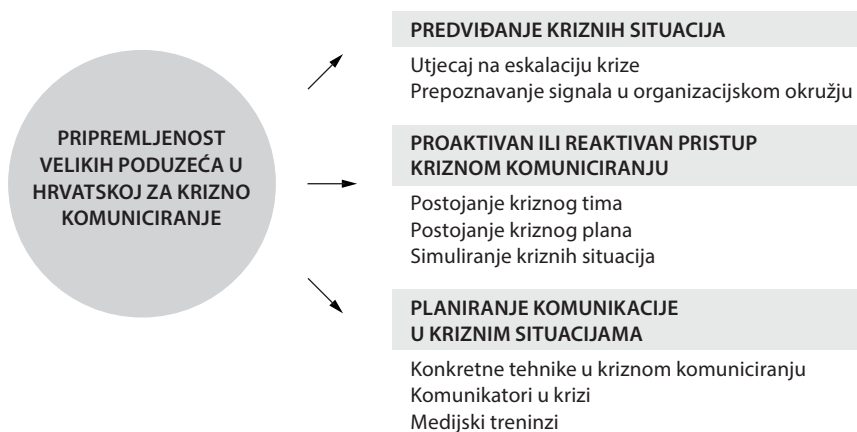 PRIPREMLJENOST
VELIKIH PODUZEĆA U
HRVATSKOJ ZA KRIZNO
KOMUNICIRANJE
PREDVIĐANJE KRIZNIH SITUACIJA
Utjecaj na eskalaciju krize
Prepoznavanje signala u organizacijskom okružju
PROAKTIVAN ILI REAKTIVAN PRISTUP
KRIZNOM KOMUNICIRANJU
Postojanje kriznog tima
Postojanje kriznog plana
Simuliranje kriznih situacija
PLANIRANJE KOMUNIKACIJE
U KRIZNIM SITUACIJAMA
Konkretne tehnike u kriznom komuniciranju
Komunikatori u krizi
Medijski treninzi